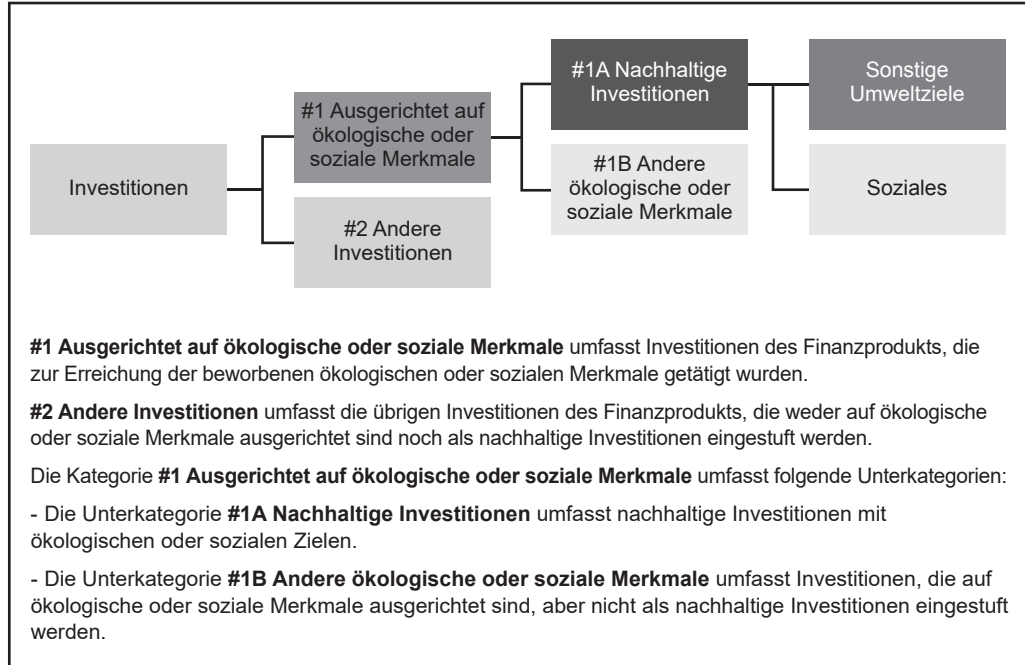 #1A Nachhaltige
Investitionen
Sonstige
Umweltziele
#1 Ausgerichtet auf
ökologische oder
soziale Merkmale
#1B Andere
ökologische oder
soziale Merkmale
Investitionen
Soziales
#2 Andere
Investitionen
#1 Ausgerichtet auf ökologische oder soziale Merkmale umfasst Investitionen des Finanzprodukts, die
zur Erreichung der beworbenen ökologischen oder sozialen Merkmale getätigt wurden.
#2 Andere Investitionen umfasst die übrigen Investitionen des Finanzprodukts, die weder auf ökologische
oder soziale Merkmale ausgerichtet sind noch als nachhaltige Investitionen eingestuft werden.
Die Kategorie #1 Ausgerichtet auf ökologische oder soziale Merkmale umfasst folgende Unterkategorien:
- Die Unterkategorie #1A Nachhaltige Investitionen umfasst nachhaltige Investitionen mit
ökologischen oder sozialen Zielen.
- Die Unterkategorie #1B Andere ökologische oder soziale Merkmale umfasst Investitionen, die auf
ökologische oder soziale Merkmale ausgerichtet sind, aber nicht als nachhaltige Investitionen eingestuft
werden.